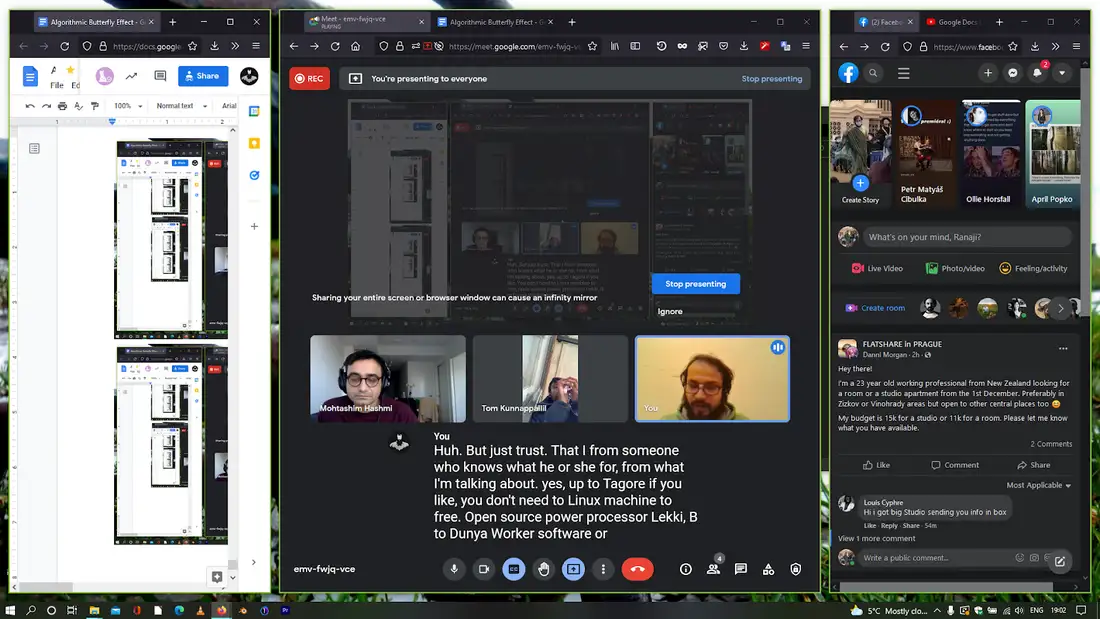 Algorithmic Butterfly Effect - G
https://docs.google
File
Ed
Share
100%
Normal text
Arial
Meet - emv-fwjq-vce
PLAYING
Algorithmic Butterfly Effect - G
https://meet.google.com/emv-fwjq-v
REC
You're presenting to everyone
Stop presenting
Sharing your entire screen or browser window can cause an infinity mirror
Stop presenting
Ignore
Mohtashim Hashmi
Tom Kunnappallil
You
You
Huh. But just trust. That I from someone
who knows what he or she for, from what
I'm talking about. yes, up to Tagore if you
like, you don't need to Linux machine to
free. Open source power processor Lekki, B
to Dunya Worker software or
emv-fwjq-vce
4
(2) Facebook
Google Docs
https://www.facebo
2
Create Story
premiéra! :)
Petr Matyáš
Cibulka
Ollie Horsfall
April Popko
What's on your mind, Ranaji?
Live Video
Photo/video
Feeling/activity
Create room
FLATSHARE in PRAGUE
Danni Morgan · 2h ·
Hey there!
I'm a 23 year old working professional from New Zealand looking for
a room or a studio apartment from the 1st December. Preferably in
Zizkov or Vinohrady areas but open to other central places too 😄
My budget is 15k for a studio or 11k for a room. Please let me know
what you have available.
2 Comments
Like
Comment
Share
Most Applicable
Louis Cyphre
Hi i got big Studio sending you info in box
Like · Reply · Share · 54m
View 1 more comment
Write a public comment...
5°C Mostly clo...
ENG
19:02